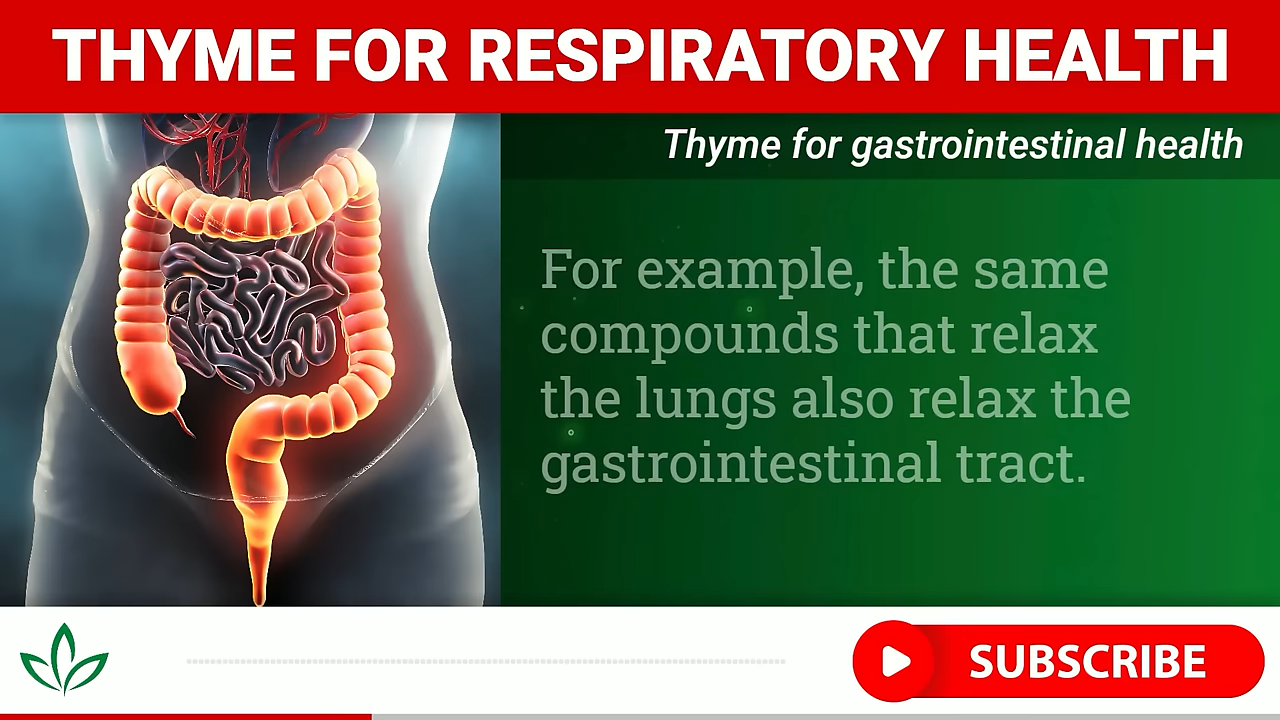 THYME FOR RESPIRATORY HEALTH
Thyme for gastrointestinal health
For example, the same
compounds that relax
the lungs also relax the
gastrointestinal tract.
SUBSCRIBE